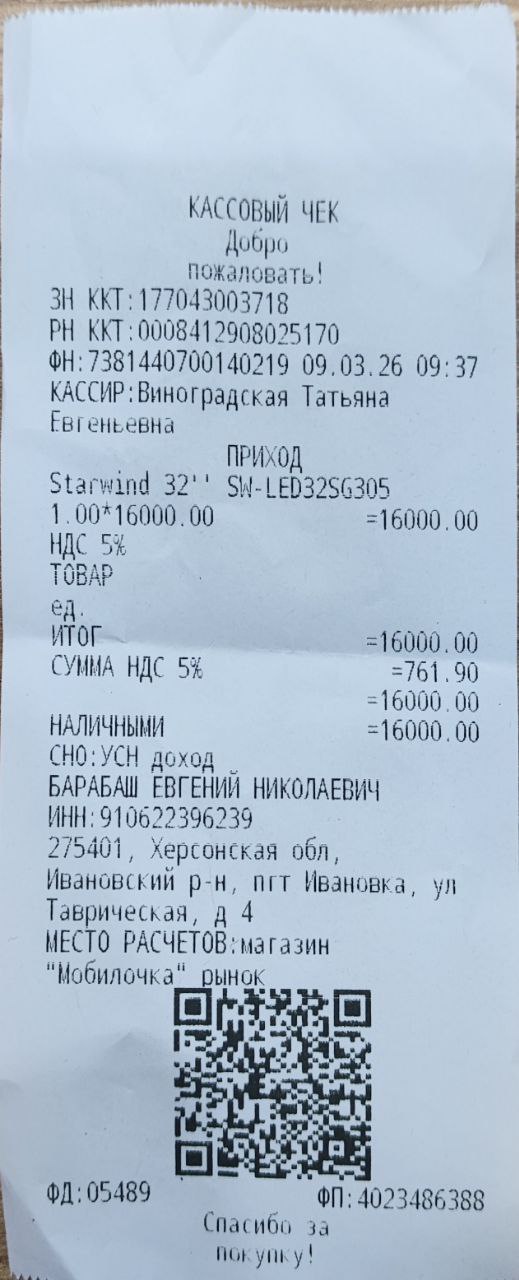 КАССОВЫЙ ЧЕК
Добро
пожаловать!
ЗН ККТ:177043003718
РН ККТ:0008412908025170
ФН:7381440700140219 09.03.26 09:37
КАССИР:Виноградская Татьяна
Евгеньевна
ПРИХОД
Starwind 32'' SW-LED32SG305
1.00*16000.00 =16000.00
НДС 5%
ТОВАР
ед.
ИТОГ =16000.00
СУММА НДС 5% =761.90
=16000.00
НАЛИЧНЫМИ =16000.00
СНО:УСН доход
БАРАБАШ ЕВГЕНИЙ НИКОЛАЕВИЧ
ИНН:910622396239
275401, Херсонская обл,
Ивановский р-н, пгт Ивановка, ул
Таврическая, д 4
МЕСТО РАСЧЕТОВ:магазин
"Мобилочка" рынок
ФД:05489 ФП:4023486388
Спасибо за
покупку!